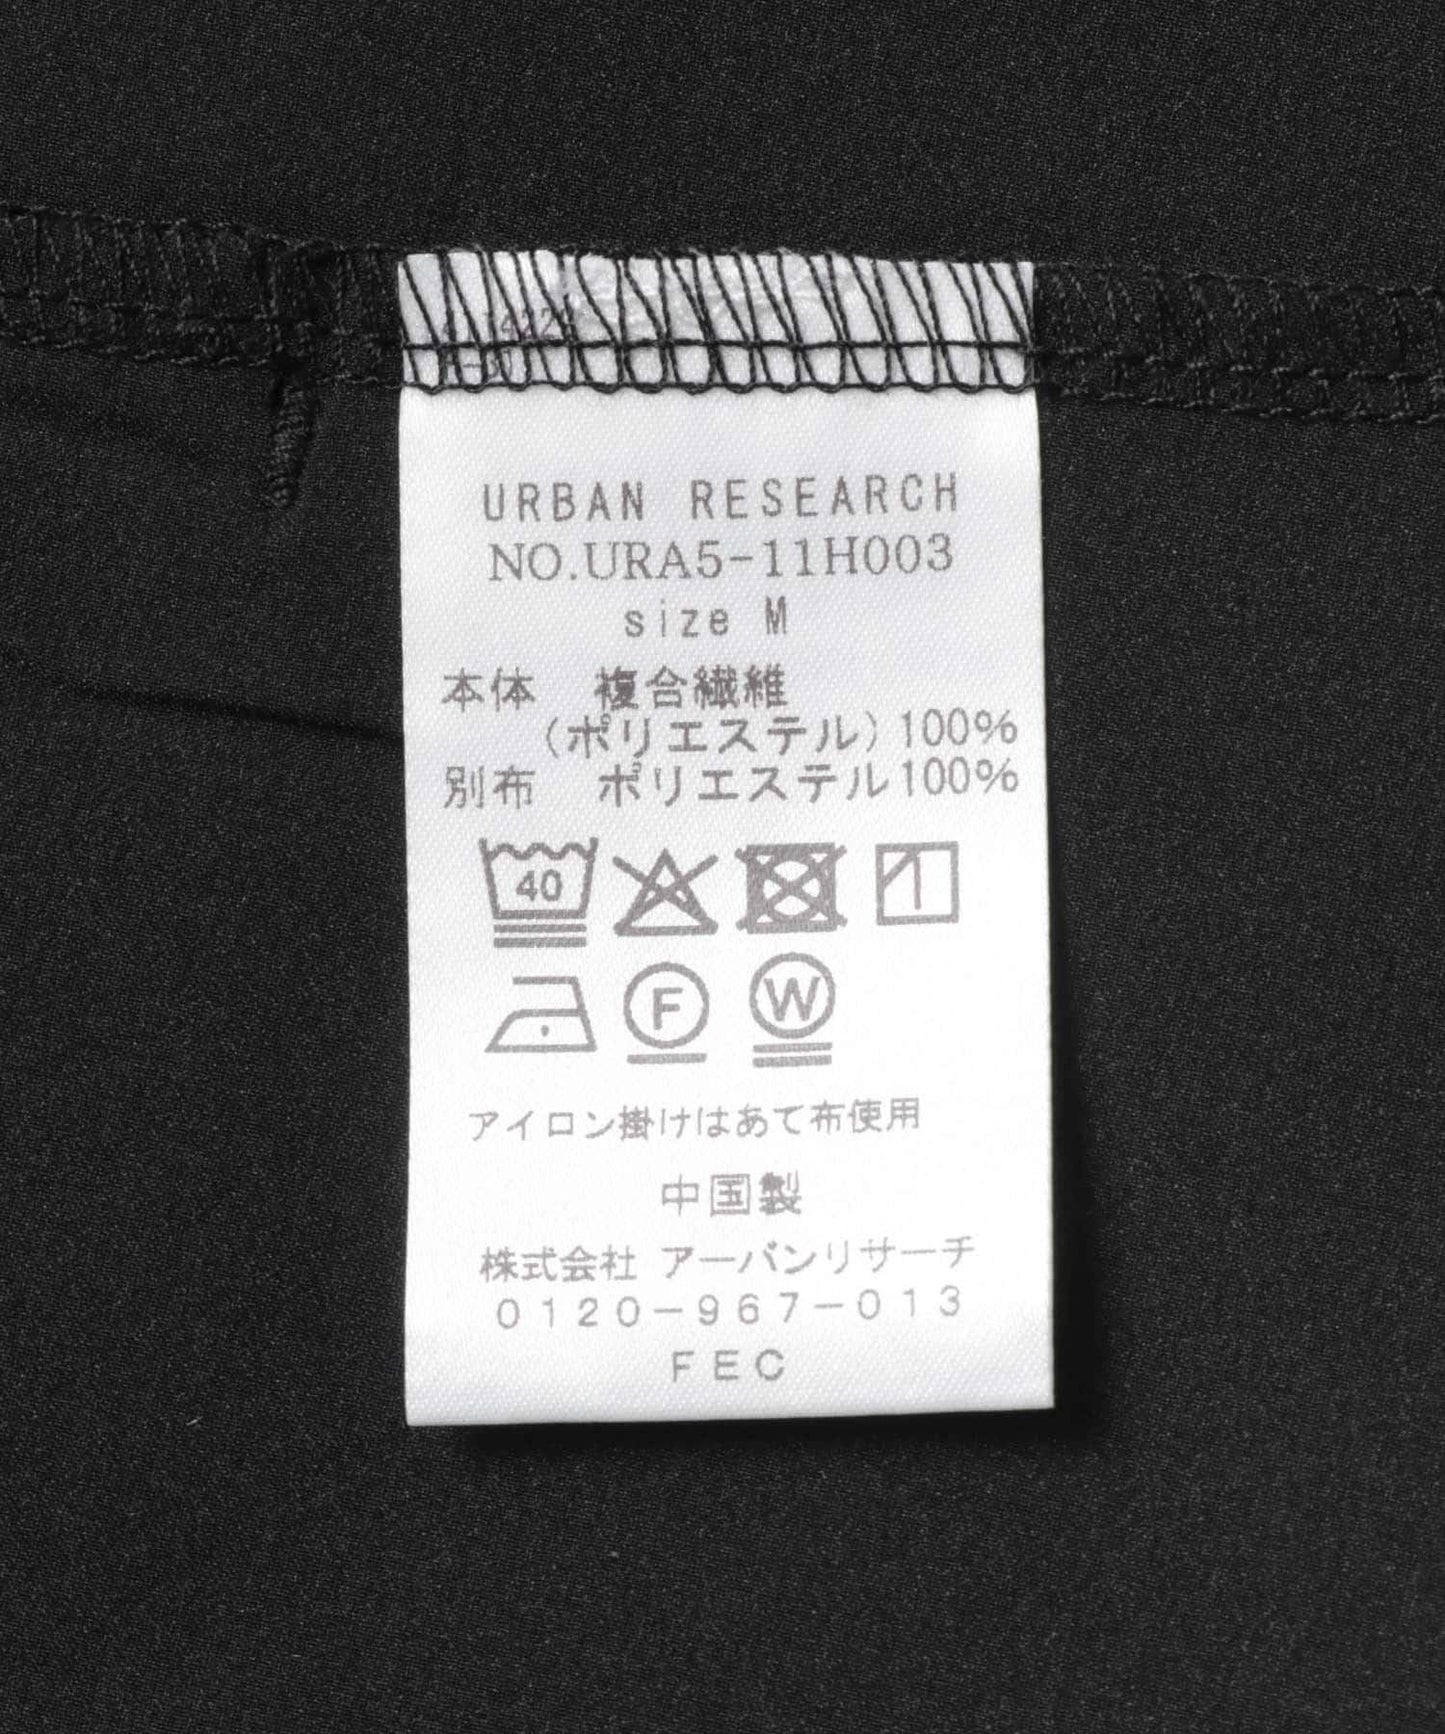 URBAN RESEARCH
NO.URA5-11H003
size M
本体 複合繊維
(ポリエステル)100%
別布 ポリエステル100%
40
F W
アイロン掛けはあて布使用
中国製
株式会社 アーバンリサーチ
0120-967-013
FEC